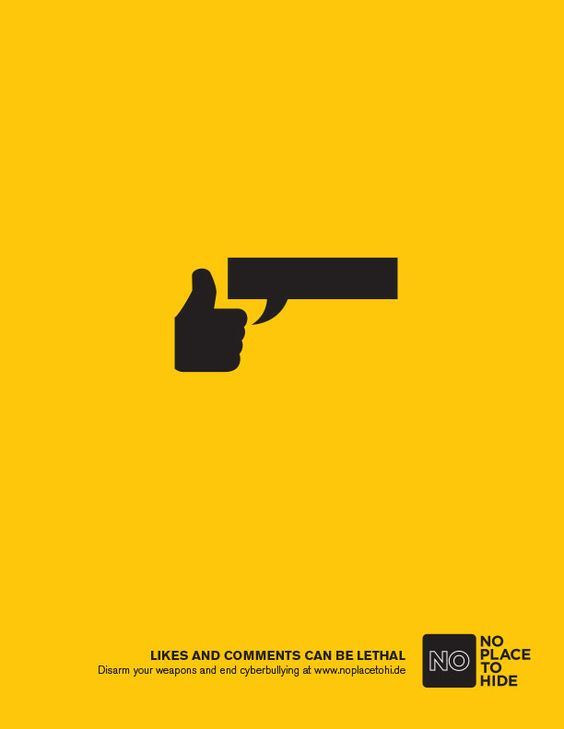 LIKES AND COMMENTS CAN BE LETHAL
Disarm your weapons and end cyberbullying at www.noplacetohi.de
NO
NO
PLACE
TO
HIDE